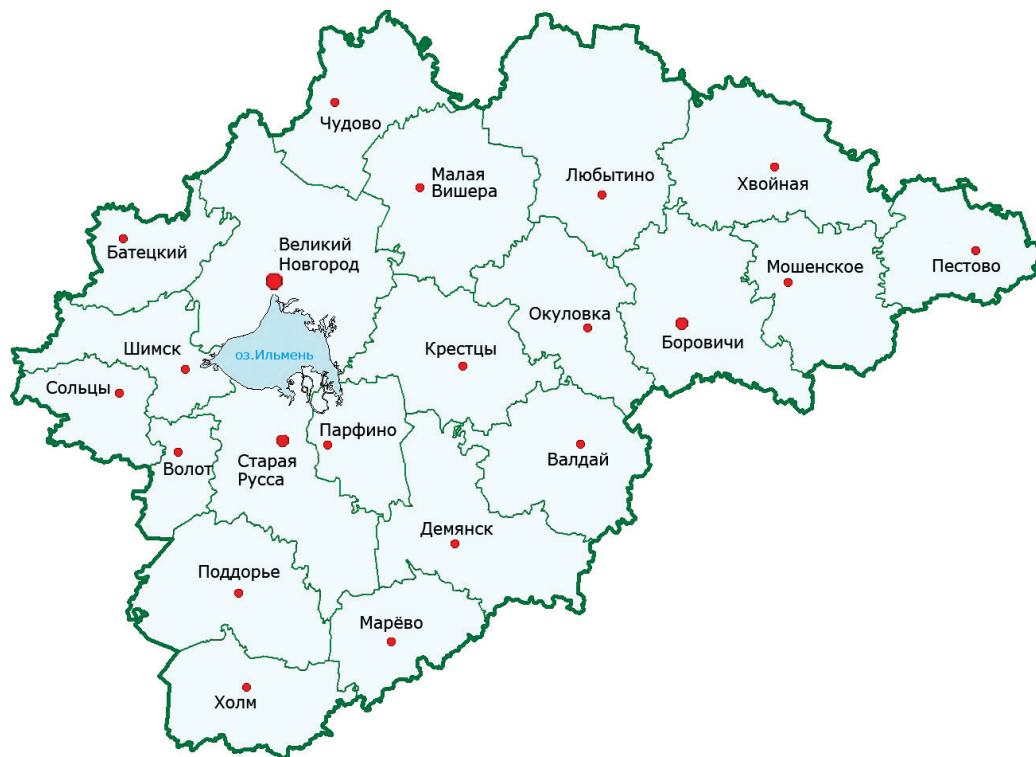 Чудово
Малая
Вишера
Любытино
Хвойная
Батецкий
Великий
Новгород
Мошенское
Пестово
Окуловка
Боровичи
Шимск
оз.Ильмень
Крестцы
Сольцы
Парфино
Волот
Старая
Русса
Валдай
Демянск
Поддорье
Марёво
Холм